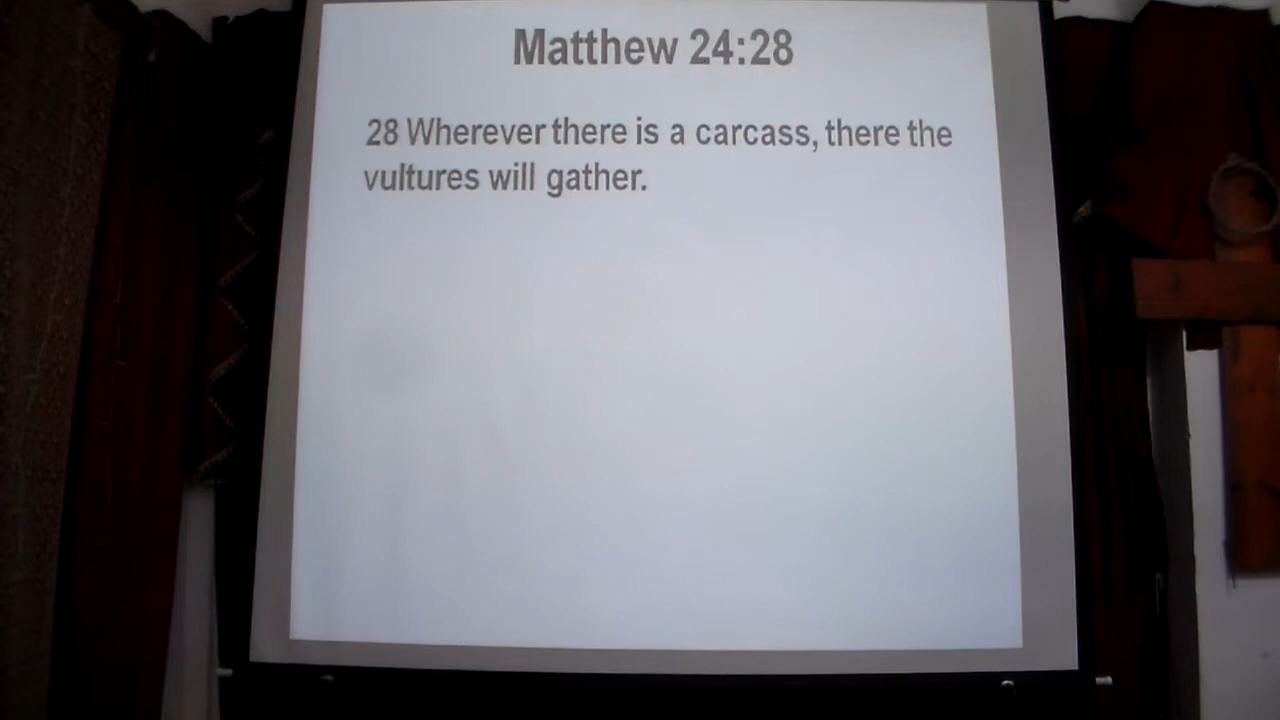 Matthew 24:28
28 Wherever there is a carcass, there the
vultures will gather.